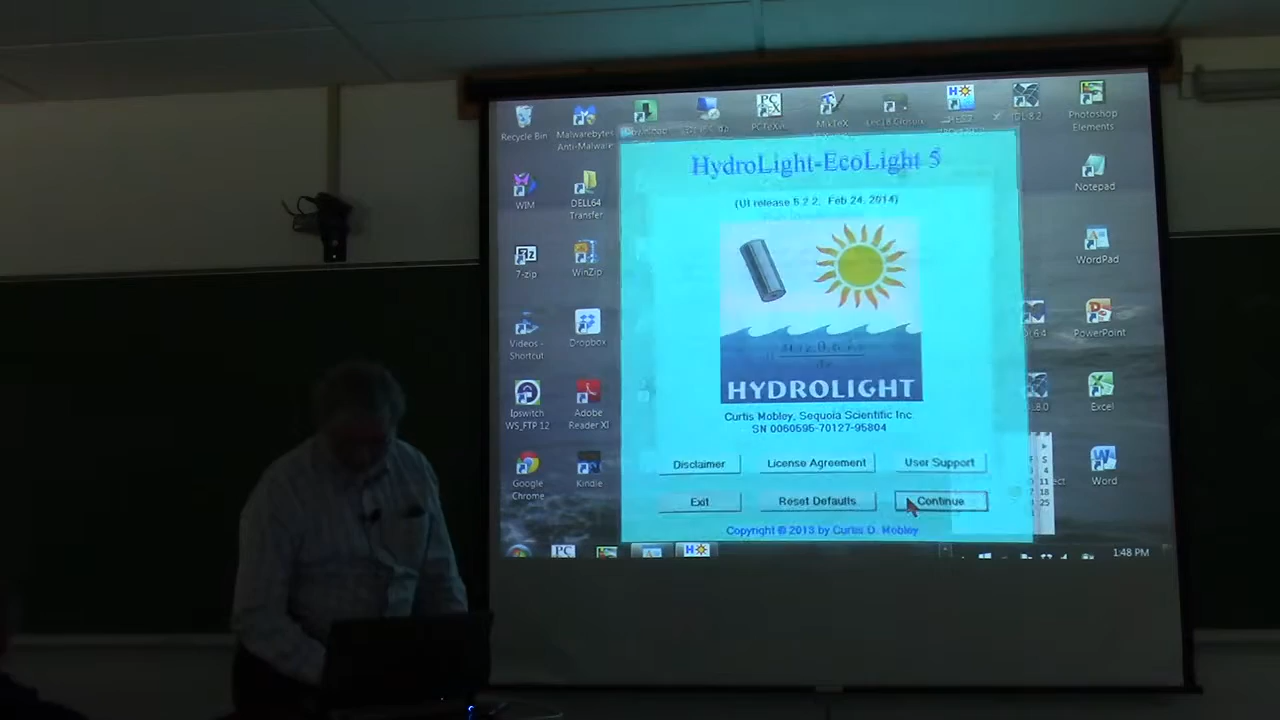 Recycle Bin
Malwarebytes
Anti-Malware
Photoshop
Elements
HydroLight-EcoLight 5
(UI release 5.2.2, Feb 24, 2014)
WIM
DELL64
Transfer
Notepad
7-zip
WinZip
WordPad
Videos -
Shortcut
Dropbox
PowerPoint
HYDROLIGHT
Curtis Mobley, Sequoia Scientific Inc
SN 0060595-70127-95804
Ipswitch
WS_FTP 12
Adobe
Reader XI
Excel
Disclaimer
License Agreement
User Support
Google
Chrome
Kindle
Word
Exit
Reset Defaults
Continue
Copyright © 2013 by Curtis D. Mobley
PC
1:48 PM